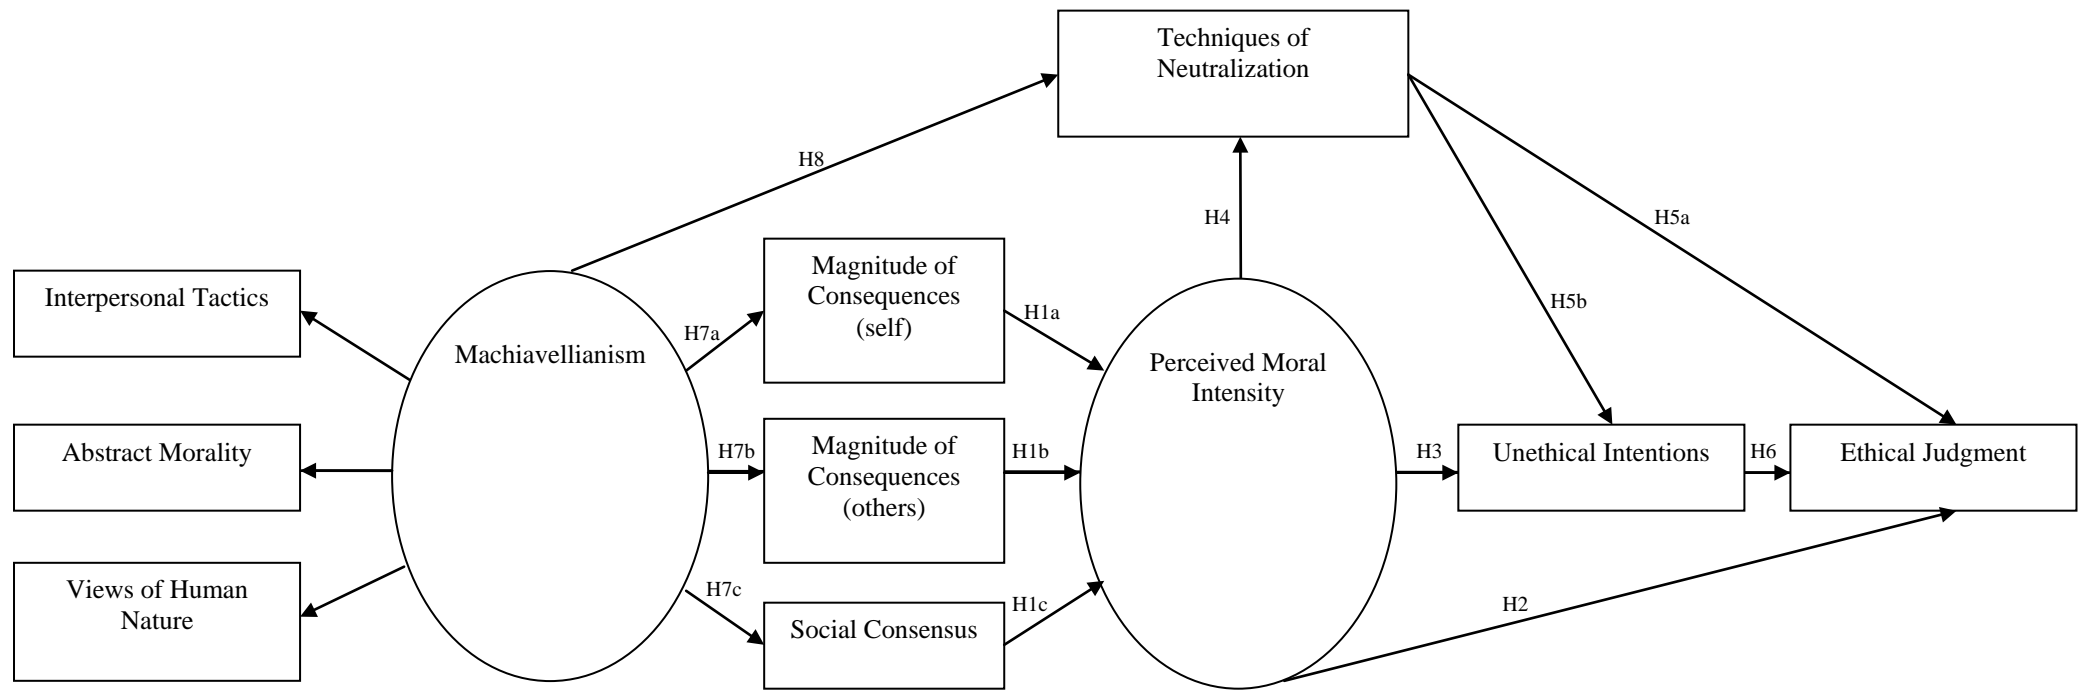 Techniques of
Neutralization
H8
H4
H5a
H5b
Interpersonal Tactics
Abstract Morality
Views of Human
Nature
Machiavellianism
H7a
H7b
H7c
Magnitude of
Consequences
(self)
Magnitude of
Consequences
(others)
Social Consensus
H1a
H1b
H1c
Perceived Moral
Intensity
H3
Unethical Intentions
H6
Ethical Judgment
H2